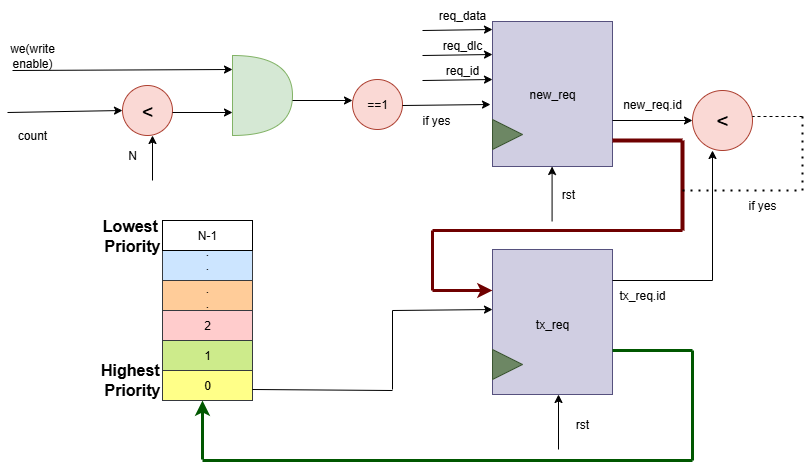 req_data
we(write
enable)
req_dlc
req_id
<
==1
new_req
new_req.id
<
count
if yes
N
rst
if yes
Lowest
Priority
N-1
:
:
2
1
Highest
Priority
0
tx_req
tx_req.id
rst